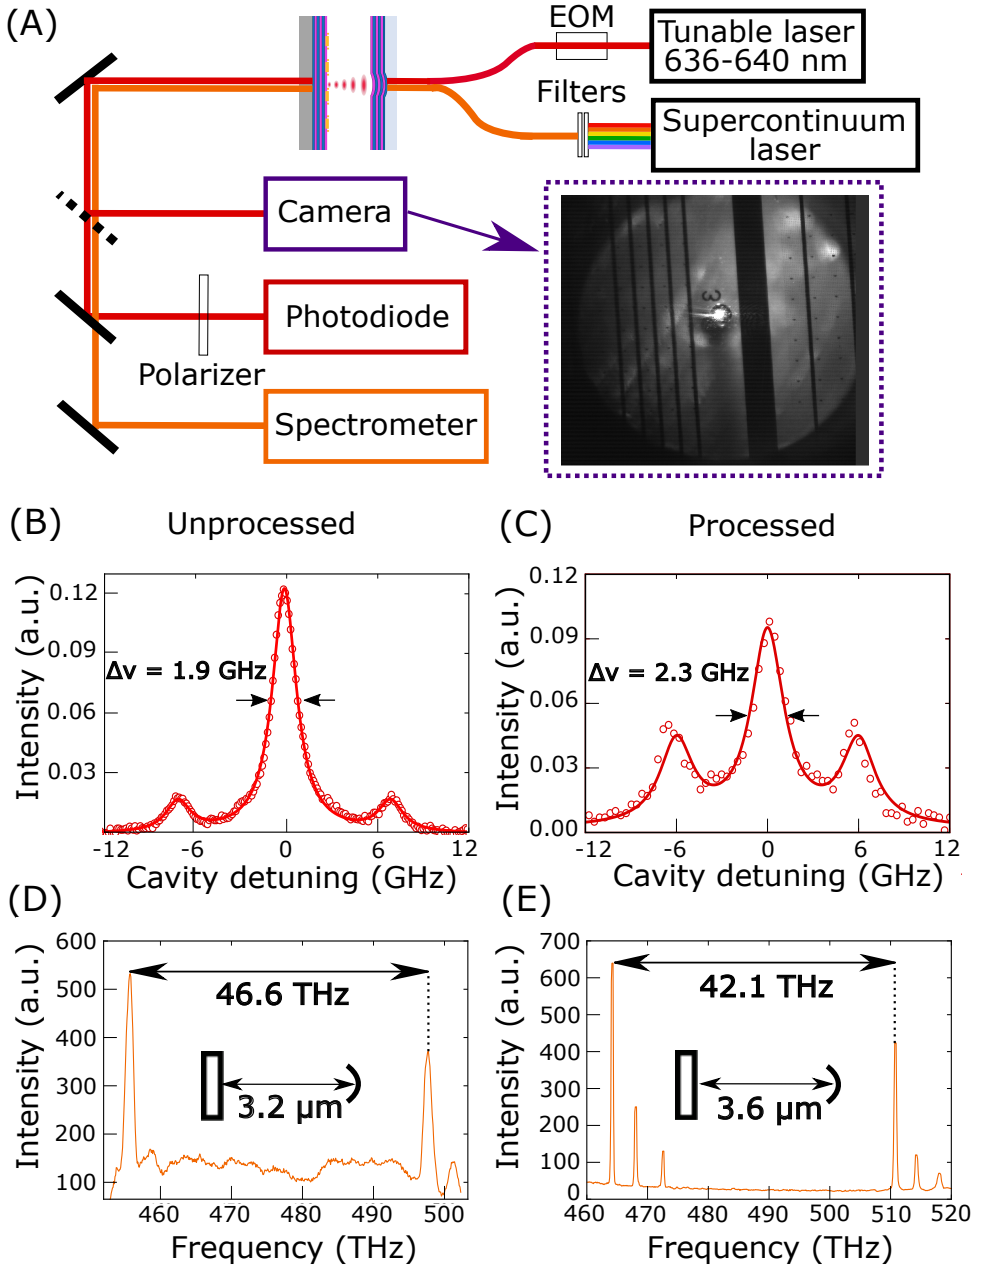 (A)
EOM
Tunable laser
636-640 nm
Filters
Supercontinuum
laser
Camera
Photodiode
Polarizer
Spectrometer
3
(B)
Unprocessed
(C)
Processed
Intensity (a.u.)
0.12
0.09
0.06
0.03
Δν = 1.9 GHz
-12
-6
0
6
12
Cavity detuning (GHz)
Intensity (a.u.)
0.12
0.09
0.06
0.03
0.00
Δν = 2.3 GHz
-12
-6
0
6
12
Cavity detuning (GHz)
(D)
Intensity (a.u.)
600
500
400
300
150
100
46.6 THz
3.2 μm
460
470
480
490
500
Frequency (THz)
(E)
Intensity (a.u.)
700
600
500
400
300
200
100
0
42.1 THz
3.6 μm
460
470
480
490
500
510
520
Frequency (THz)